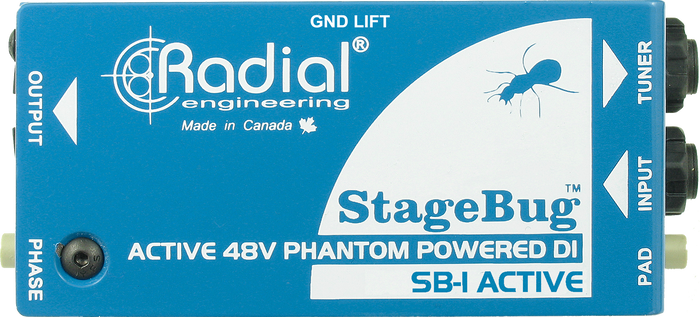 GND LIFT
Radial®
engineering
Made in Canada
OUTPUT
TUNER
INPUT
StageBug™
PHASE
ACTIVE 48V PHANTOM POWERED DI
SB-1 ACTIVE
PAD